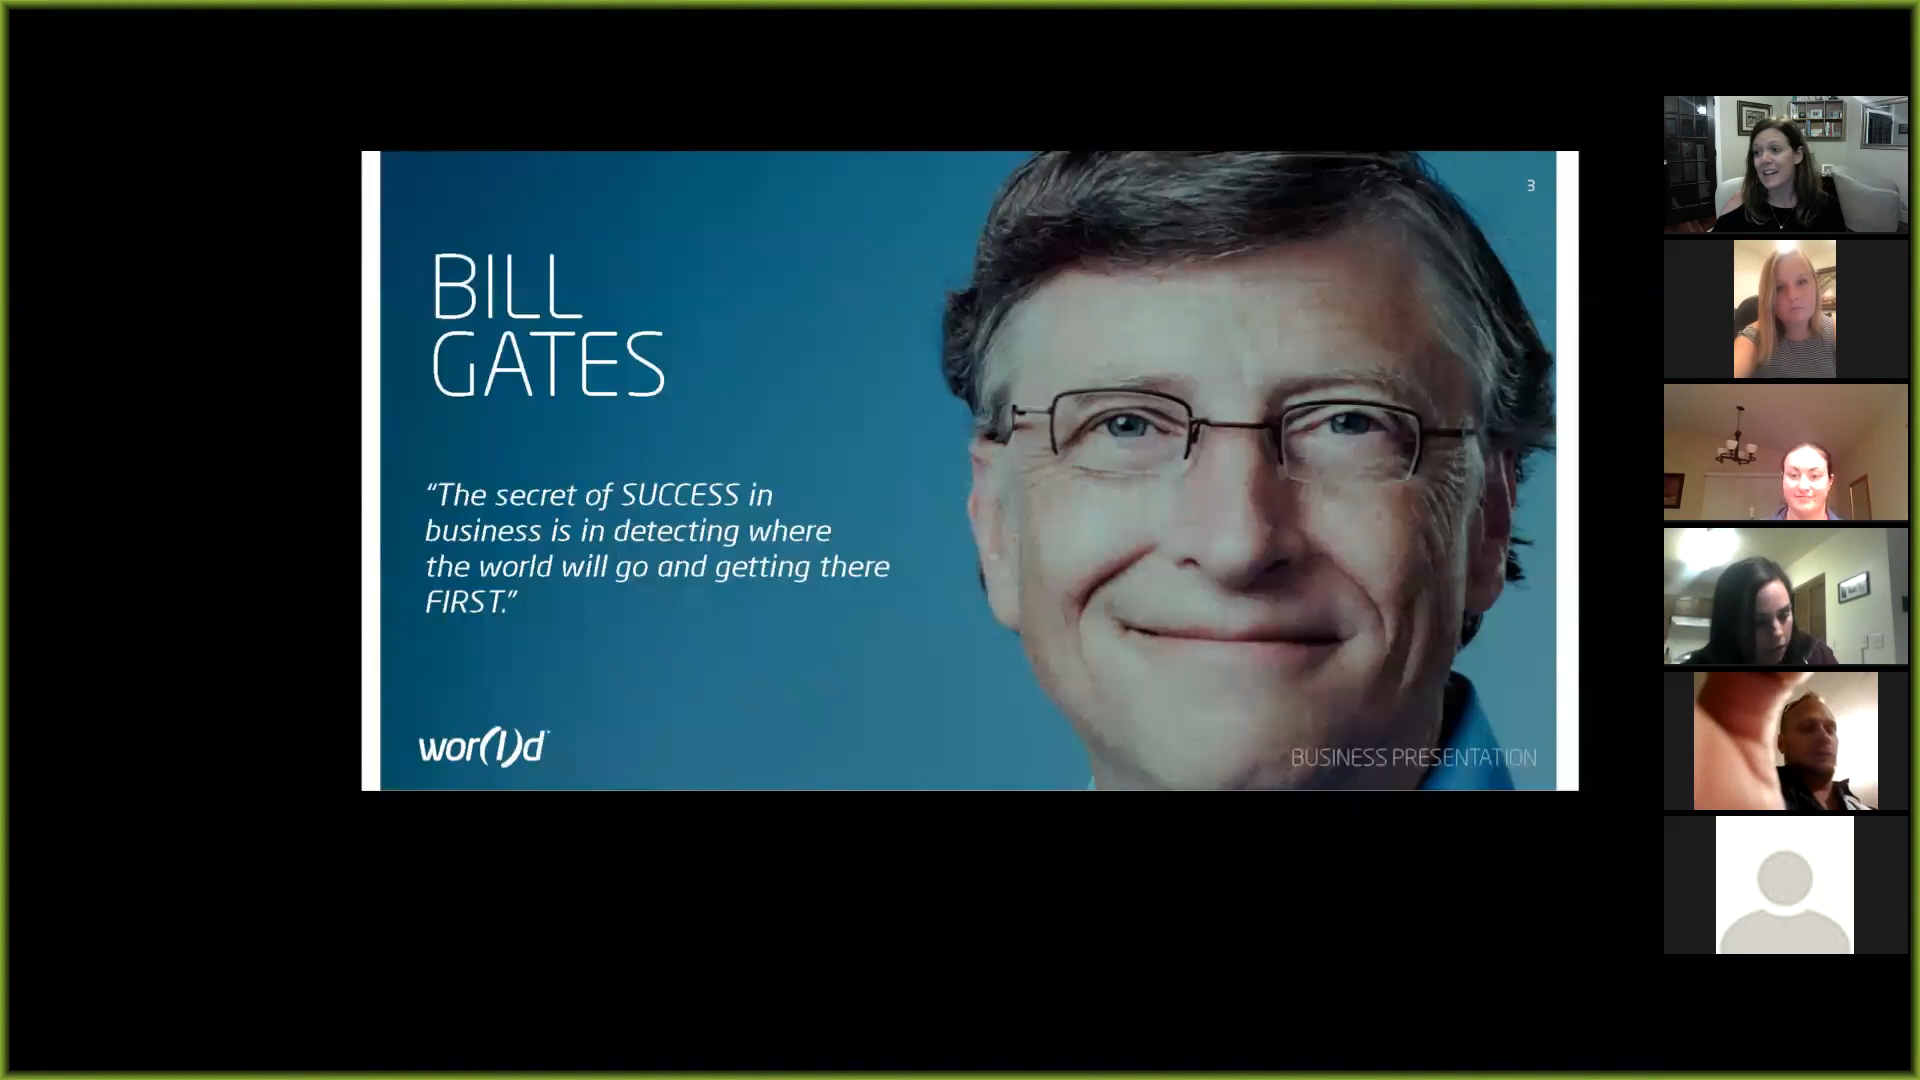 3
BILL
GATES
“The secret of SUCCESS in
business is in detecting where
the world will go and getting there
FIRST.”
wor(l)d
BUSINESS PRESENTATION